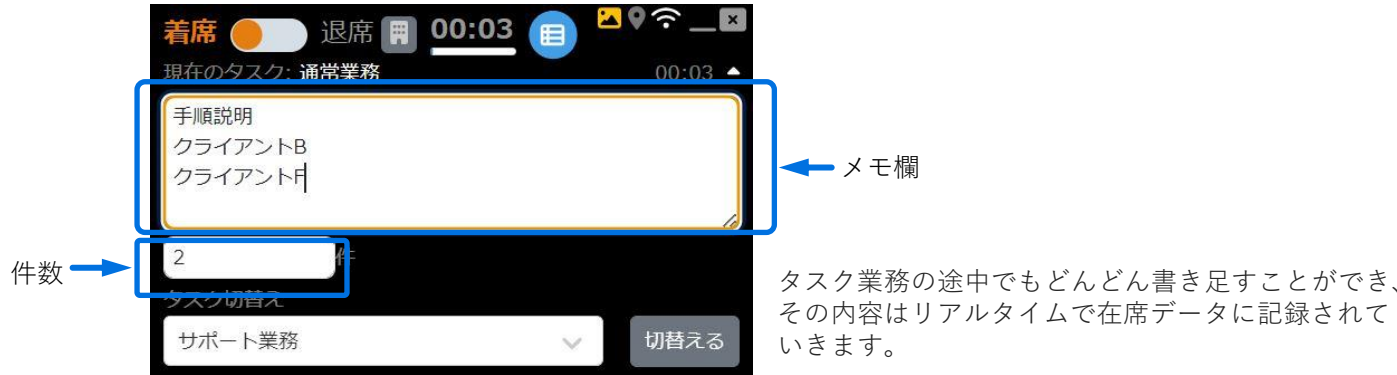 着席 退席 00:03
現在のタスク: 通常業務 00:03
手順説明
クライアントB
クライアントF
メモ欄
2 件
件数
タスク切替え
サポート業務 切替える
タスク業務の途中でもどんどん書き足すことができ、
その内容はリアルタイムで在席データに記録されて
いきます。